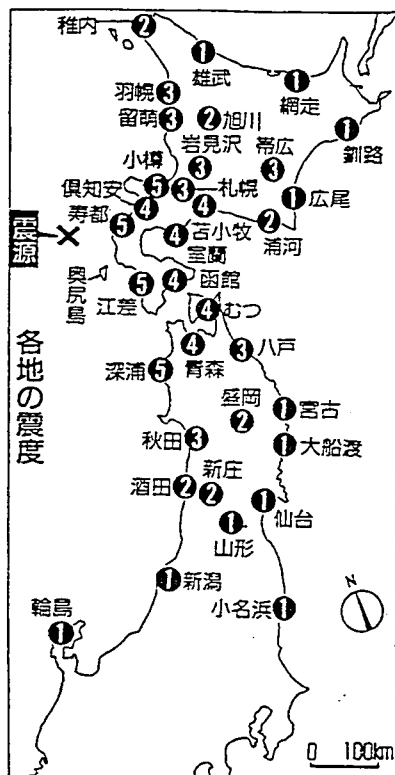 稚内 2
雄武 1
網走 1
羽幌 3
留萌 3
旭川 2
釧路 1
岩見沢 3
帯広 3
小樽 5
札幌 3
広尾 1
倶知安 4
苫小牧 4
浦河 2
寿都 5
室蘭 4
震源 ×
奥尻島
江差 5
函館 4
むつ 4
各地の震度
深浦 5
青森 4
八戸 3
盛岡 2
宮古 1
秋田 3
大船渡 1
酒田 2
新庄 2
仙台 1
山形 1
新潟 1
輪島 1
小名浜 1
N
0 100km